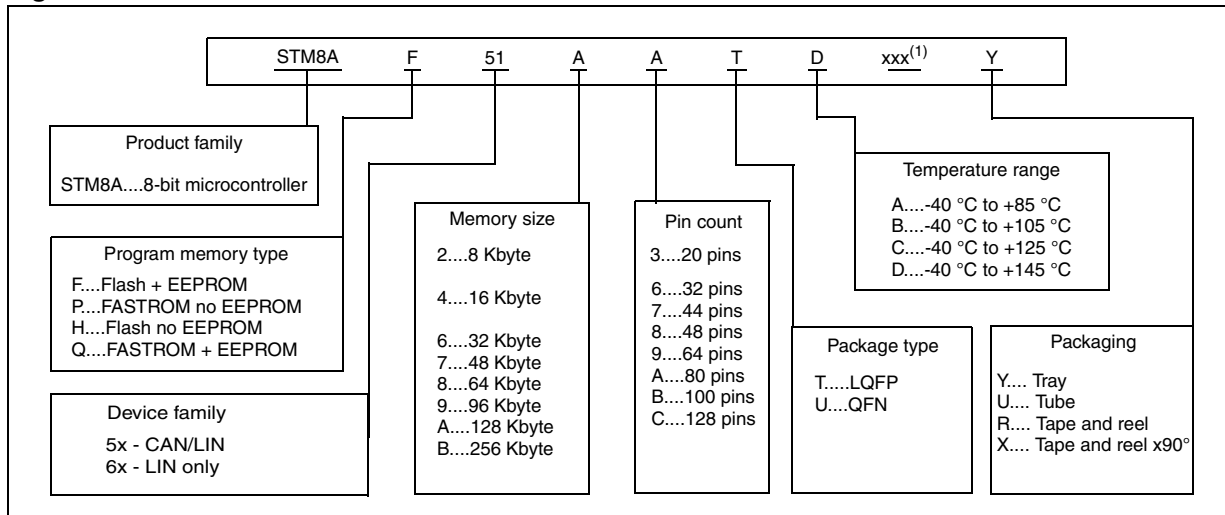 STM8A F 51 A A T D xxx(1) Y
Product family
STM8A....8-bit microcontroller
Program memory type
F....Flash + EEPROM
P....FASTROM no EEPROM
H....Flash no EEPROM
Q....FASTROM + EEPROM
Device family
5x - CAN/LIN
6x - LIN only
Memory size
2....8 Kbyte
4....16 Kbyte
6....32 Kbyte
7....48 Kbyte
8....64 Kbyte
9....96 Kbyte
A....128 Kbyte
B....256 Kbyte
Pin count
3....20 pins
6....32 pins
7....44 pins
8....48 pins
9....64 pins
A....80 pins
B....100 pins
C....128 pins
Package type
T.....LQFP
U....QFN
Temperature range
A....-40 °C to +85 °C
B....-40 °C to +105 °C
C....-40 °C to +125 °C
D....-40 °C to +145 °C
Packaging
Y.... Tray
U.... Tube
R.... Tape and reel
X.... Tape and reel x90°